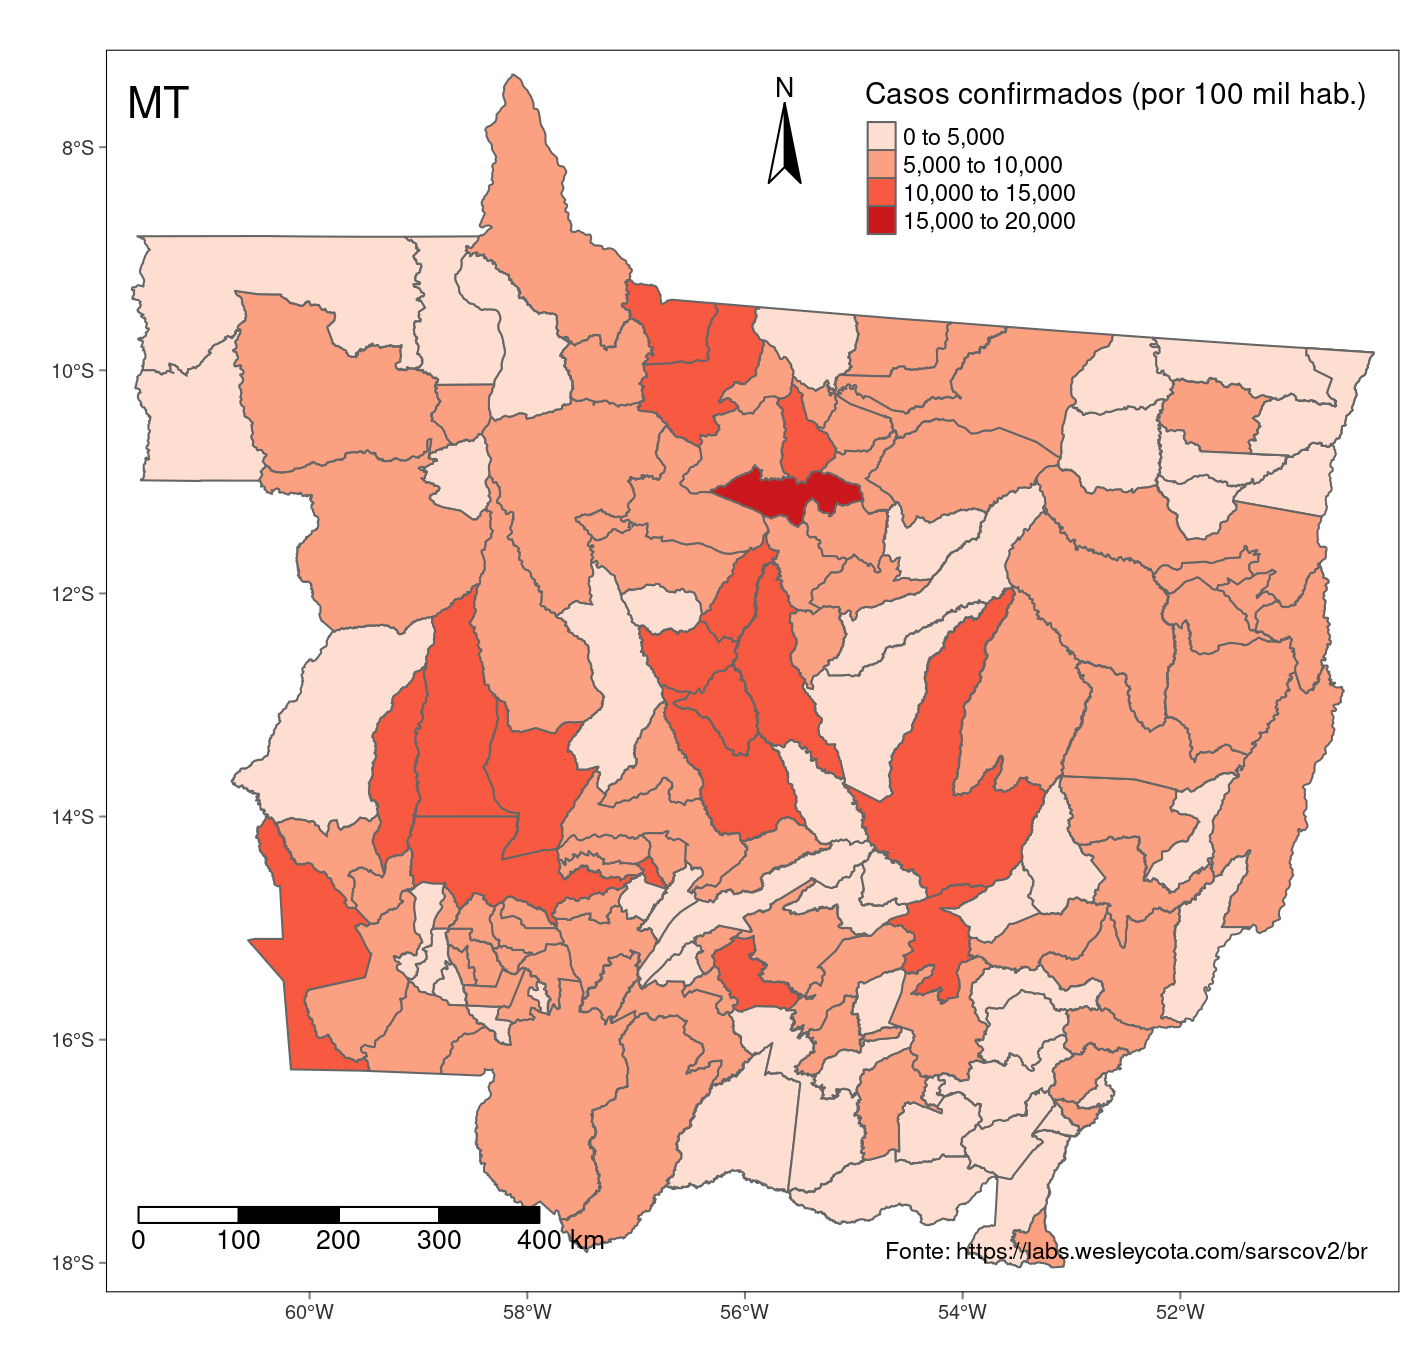 MT
N
Casos confirmados (por 100 mil hab.)
0 to 5,000
5,000 to 10,000
10,000 to 15,000
15,000 to 20,000
8°S
10°S
12°S
14°S
16°S
18°S
0 100 200 300 400 km
Fonte: https://labs.wesleycota.com/sarscov2/br
60°W 58°W 56°W 54°W 52°W